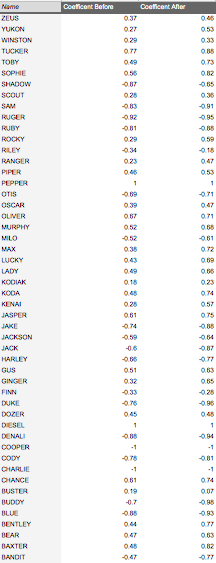 Name Coefficent Before Coefficent After
ZEUS 0.37 0.46
YUKON 0.27 0.53
WINSTON 0.29 0.33
TUCKER 0.77 0.88
TOBY 0.49 0.73
SOPHIE 0.56 0.82
SHADOW -0.87 -0.65
SCOUT 0.28 0.36
SAM -0.83 -0.91
RUGER -0.92 -0.95
RUBY -0.81 -0.88
ROCKY 0.29 0.59
RILEY -0.34 -0.18
RANGER 0.23 0.47
PIPER 0.46 0.53
PEPPER 1 1
OTIS -0.69 -0.71
OSCAR 0.39 0.47
OLIVER 0.67 0.71
MURPHY 0.52 0.68
MILO -0.52 -0.61
MAX 0.38 0.72
LUCKY 0.43 0.69
LADY 0.49 0.66
KODIAK 0.18 0.23
KODA 0.48 0.74
KENAI 0.28 0.57
JASPER 0.61 0.75
JAKE -0.74 -0.88
JACKSON -0.59 -0.64
JACK -0.6 -0.67
HARLEY -0.66 -0.77
GUS 0.51 0.63
GINGER 0.32 0.65
FINN -0.33 -0.28
DUKE -0.76 -0.96
DOZER 0.45 0.48
DIESEL 1 1
DENALI -0.88 -0.94
COOPER -1 -1
CODY -0.78 -0.81
CHARLIE -1 -1
CHANCE 0.61 0.74
BUSTER 0.19 0.07
BUDDY -0.7 -0.98
BLUE -0.88 -0.93
BENTLEY 0.44 0.77
BEAR 0.47 0.63
BAXTER 0.48 0.82
BANDIT -0.47 -0.77